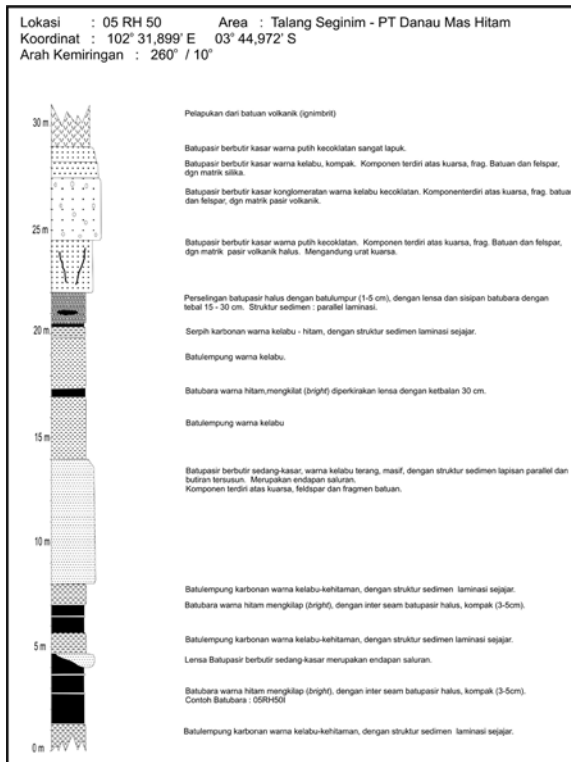 Lokasi : 05 RH 50 Area : Talang Seginim - PT Danau Mas Hitam
Koordinat : 102° 31,899' E 03° 44,972' S
Arah Kemiringan : 260° / 10°
30 m
Pelapukan dari batuan volkanik (ignimbrit)
Batupasir berbutir kasar warna putih kecoklatan sangat lapuk.
Batupasir berbutir kasar warna kelabu, kompak. Komponen terdiri atas kuarsa, frag. Batuan dan felspar,
dgn matrik silika.
Batupasir berbutir kasar konglomeratan warna kelabu kecoklatan. Komponenterdiri atas kuarsa, frag. batuan
dan felspar, dgn matrik pasir volkanik.
25 m
Batupasir berbutir kasar warna putih kecoklatan. Komponen terdiri atas kuarsa, frag. Batuan dan felspar,
dgn matrik pasir volkanik halus. Mengandung urat kuarsa.
Perselingan batupasir halus dengan batulumpur (1-5 cm), dengan lensa dan sisipan batubara dengan
tebal 15 - 30 cm. Struktur sedimen : parallel laminasi.
20 m
Serpih karbonan warna kelabu - hitam, dengan struktur sedimen laminasi sejajar.
Batulempung warna kelabu.
Batubara warna hitam,mengkilat (bright) diperkirakan lensa dengan ketbalan 30 cm.
15 m
Batulempung warna kelabu
Batupasir berbutir sedang-kasar, warna kelabu terang, masif, dengan struktur sedimen lapisan parallel dan
butiran tersusun. Merupakan endapan saluran.
Komponen terdiri atas kuarsa, feldspar dan fragmen batuan.
10 m
Batulempung karbonan warna kelabu-kehitaman, dengan struktur sedimen laminasi sejajar.
Batubara warna hitam mengkilap (bright), dengan inter seam batupasir halus, kompak (3-5cm).
5 m
Batulempung karbonan warna kelabu-kehitaman, dengan struktur sedimen laminasi sejajar.
Lensa Batupasir berbutir sedang-kasar merupakan endapan saluran.
Batubara warna hitam mengkilap (bright), dengan inter seam batupasir halus, kompak (3-5cm).
Contoh Batubara : 05RH50I
Batulempung karbonan warna kelabu-kehitaman, dengan struktur sedimen laminasi sejajar.
0 m